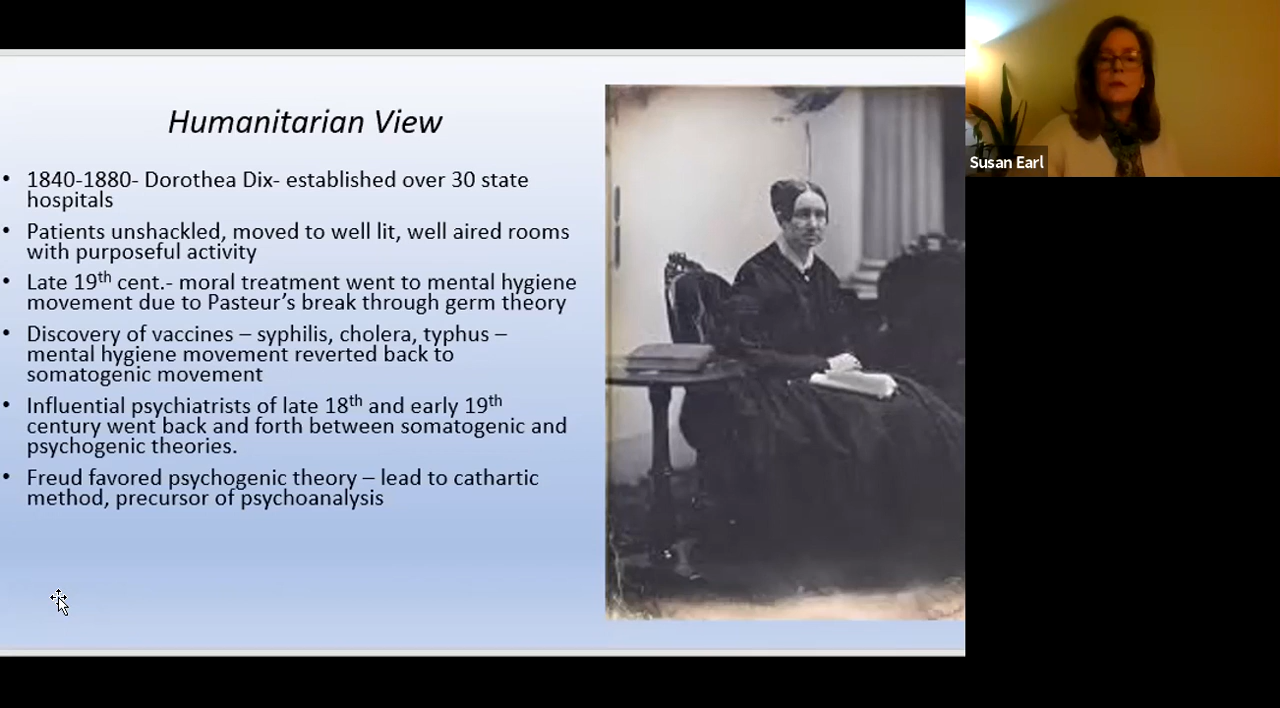 Humanitarian View
• 1840-1880- Dorothea Dix- established over 30 state
hospitals
• Patients unshackled, moved to well lit, well aired rooms
with purposeful activity
• Late 19th cent.- moral treatment went to mental hygiene
movement due to Pasteur's break through germ theory
• Discovery of vaccines – syphilis, cholera, typhus –
mental hygiene movement reverted back to
somatogenic movement
• Influential psychiatrists of late 18th and early 19th
century went back and forth between somatogenic and
psychogenic theories.
• Freud favored psychogenic theory – lead to cathartic
method, precursor of psychoanalysis
Susan Earl